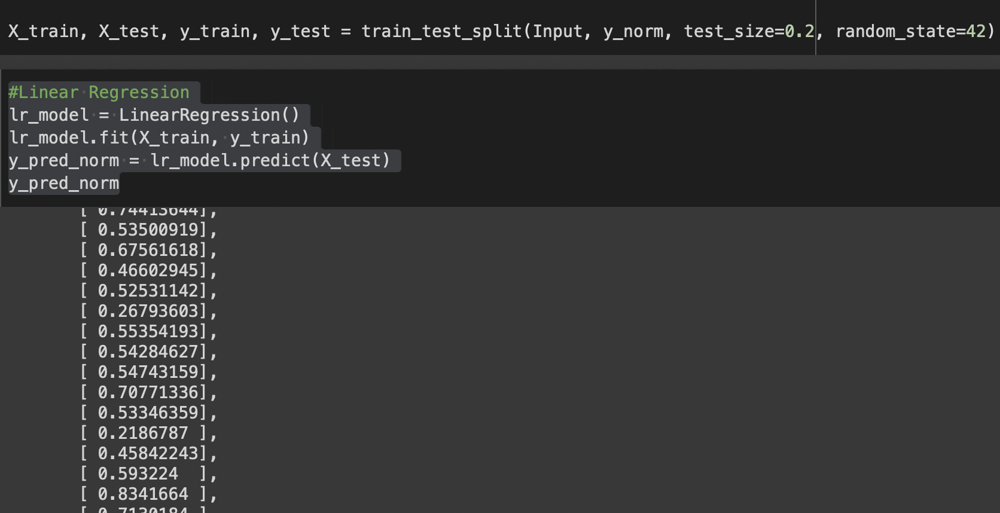 X_train, X_test, y_train, y_test = train_test_split(Input, y_norm, test_size=0.2, random_state=42)
#Linear Regression
lr_model = LinearRegression()
lr_model.fit(X_train, y_train)
y_pred_norm = lr_model.predict(X_test)
y_pred_norm
[ 0.74413644],
[ 0.53500919],
[ 0.67561618],
[ 0.46602945],
[ 0.52531142],
[ 0.26793603],
[ 0.55354193],
[ 0.54284627],
[ 0.54743159],
[ 0.70771336],
[ 0.53346359],
[ 0.2186787 ],
[ 0.45842243],
[ 0.593224  ],
[ 0.8341664 ],
[ 0.7130184 ]